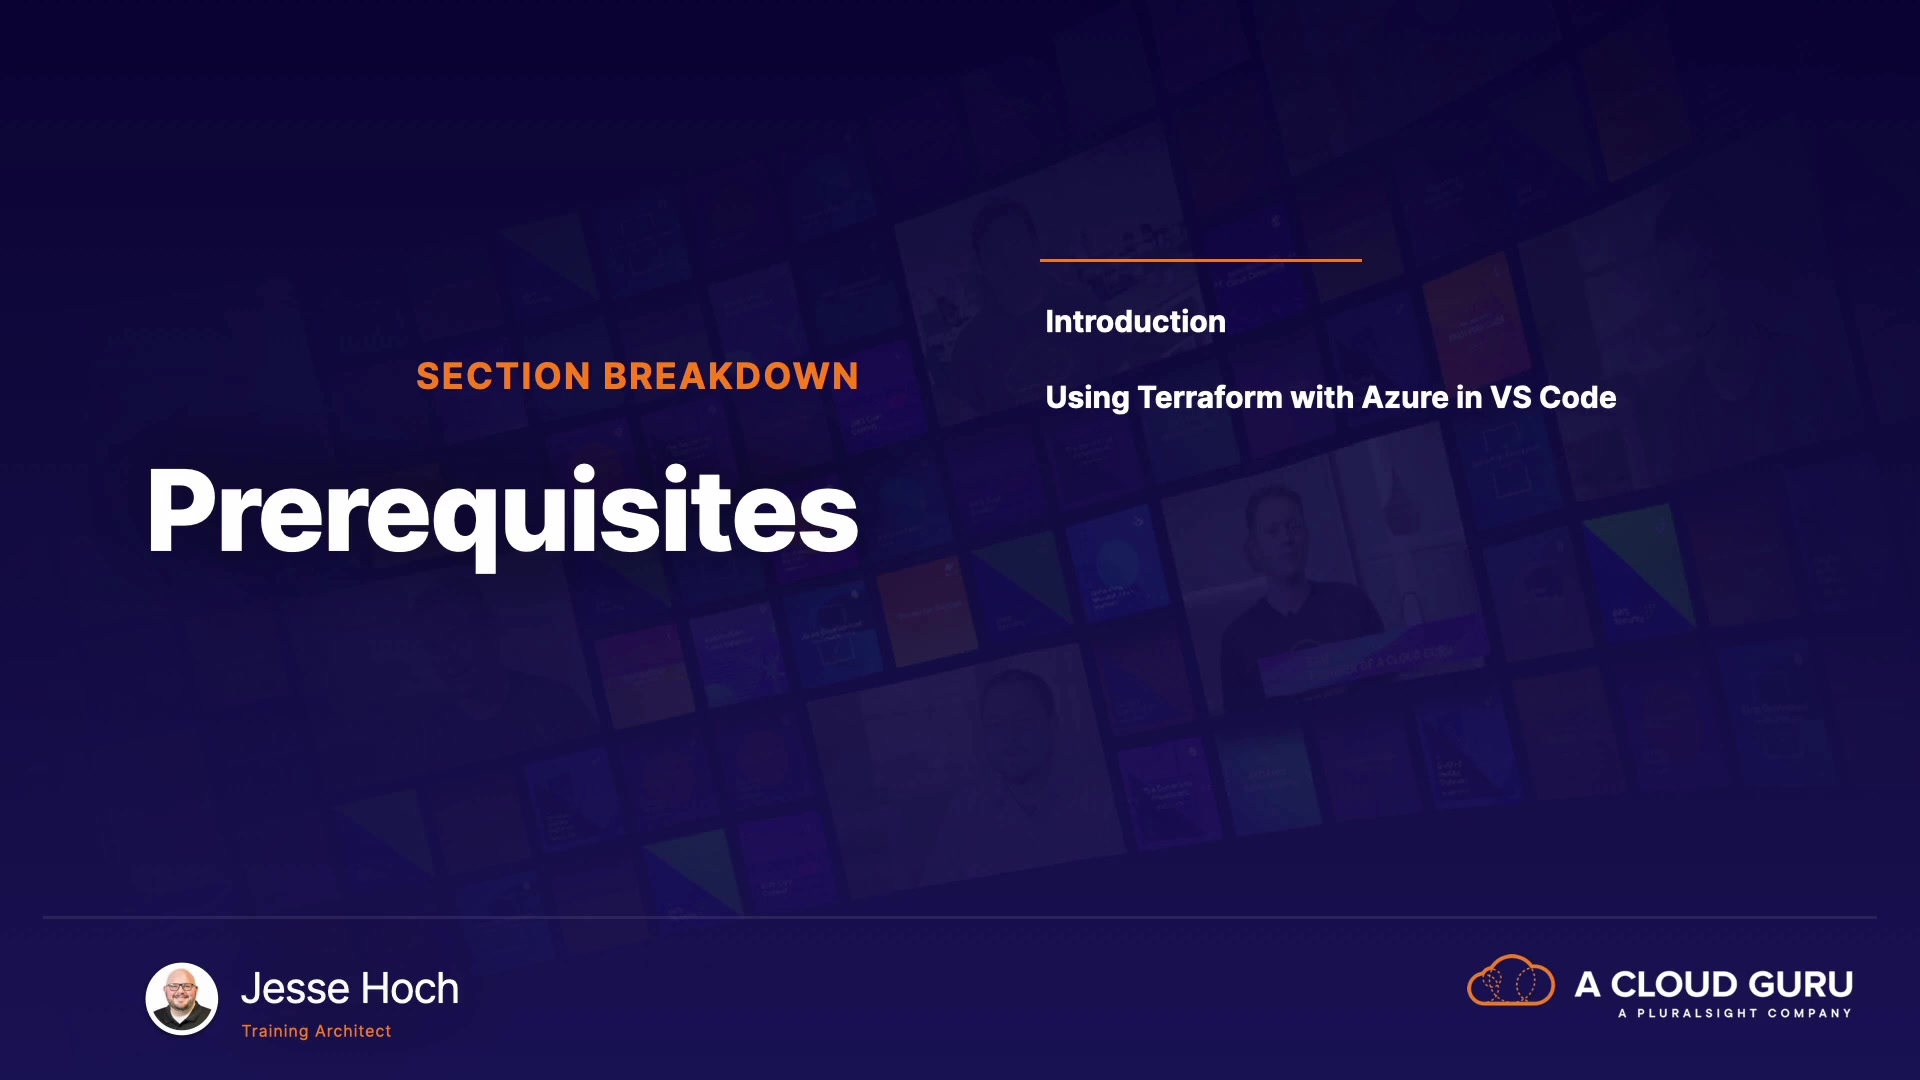 SECTION BREAKDOWN
Prerequisites
Introduction
Using Terraform with Azure in VS Code
Jesse Hoch
Training Architect
A CLOUD GURU
A PLURALSIGHT COMPANY